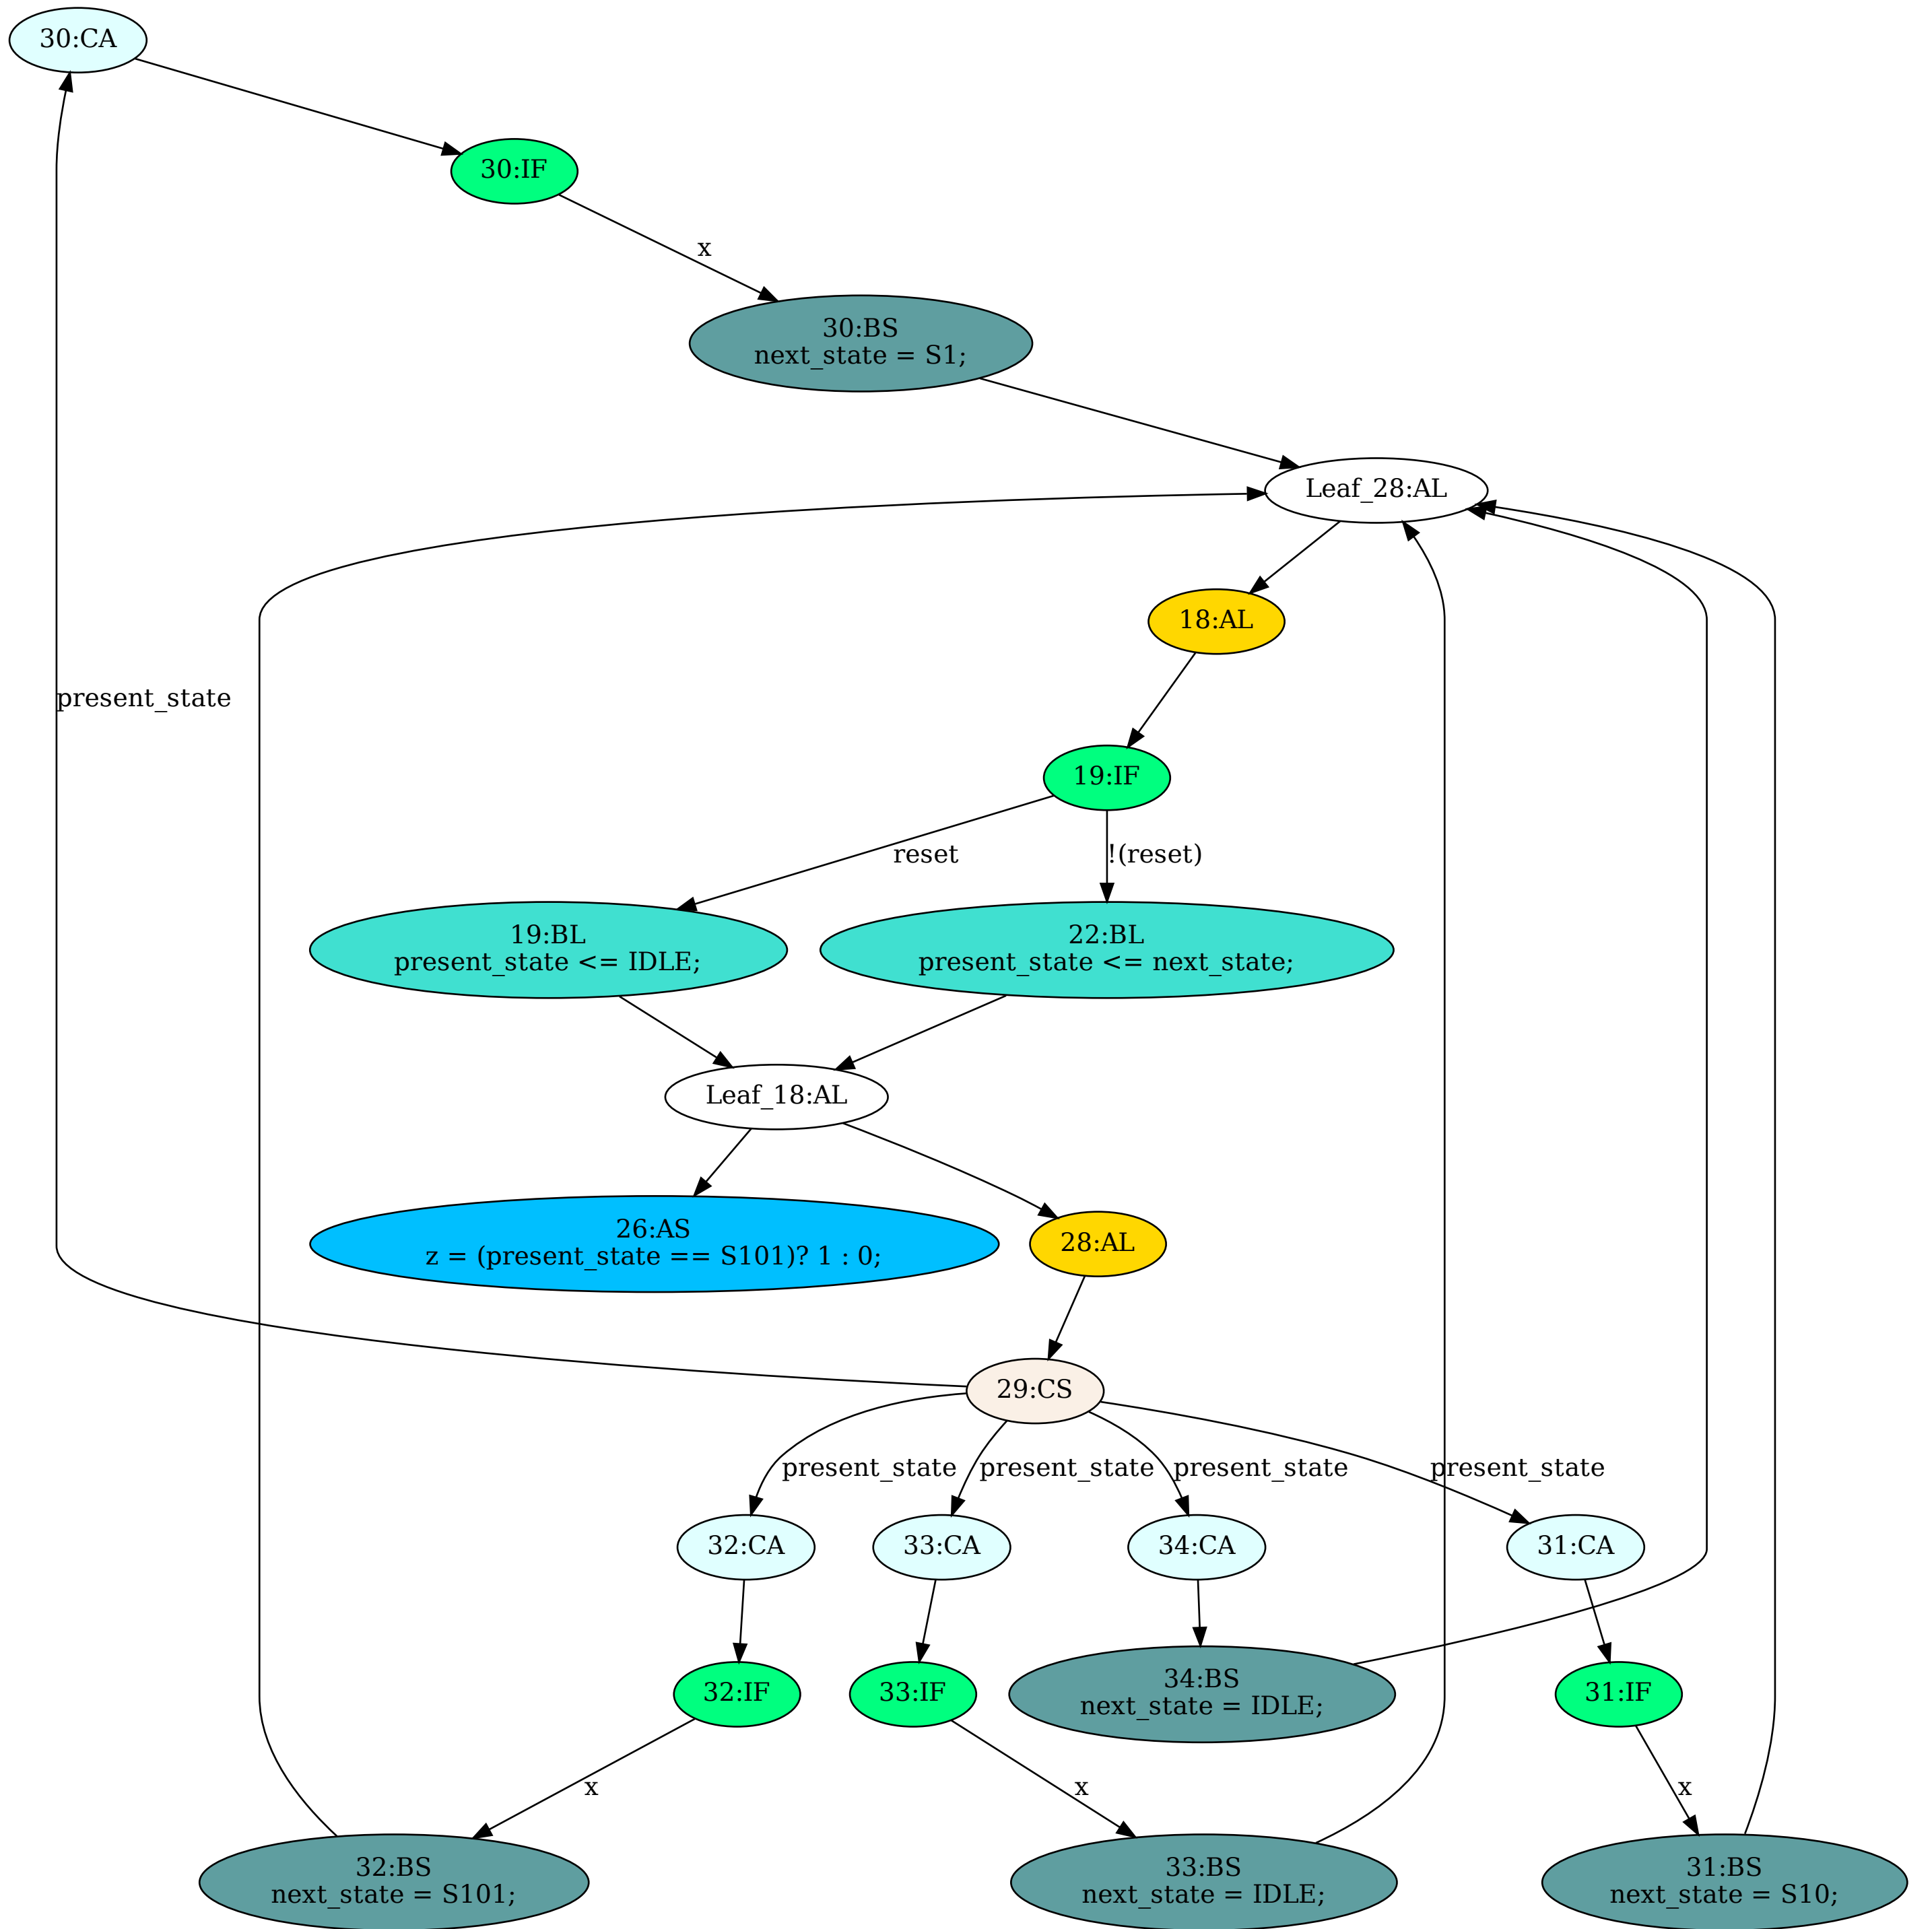 30:CA
30:IF
x
30:BS
next_state = S1;
Leaf_28:AL
18:AL
present_state
19:IF
reset
!(reset)
19:BL
present_state <= IDLE;
22:BL
present_state <= next_state;
Leaf_18:AL
26:AS
z = (present_state == S101)? 1 : 0;
28:AL
29:CS
present_state
present_state
present_state
present_state
32:CA
33:CA
34:CA
31:CA
32:IF
33:IF
34:BS
next_state = IDLE;
31:IF
x
x
x
32:BS
next_state = S101;
33:BS
next_state = IDLE;
31:BS
next_state = S10;